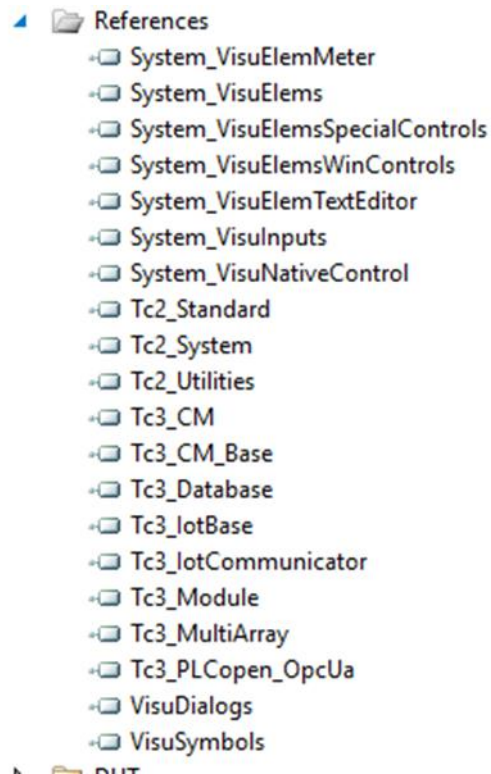 References
System_VisuElemMeter
System_VisuElems
System_VisuElemsSpecialControls
System_VisuElemsWinControls
System_VisuElemTextEditor
System_VisuInputs
System_VisuNativeControl
Tc2_Standard
Tc2_System
Tc2_Utilities
Tc3_CM
Tc3_CM_Base
Tc3_Database
Tc3_IotBase
Tc3_IotCommunicator
Tc3_Module
Tc3_MultiArray
Tc3_PLCopen_OpcUa
VisuDialogs
VisuSymbols